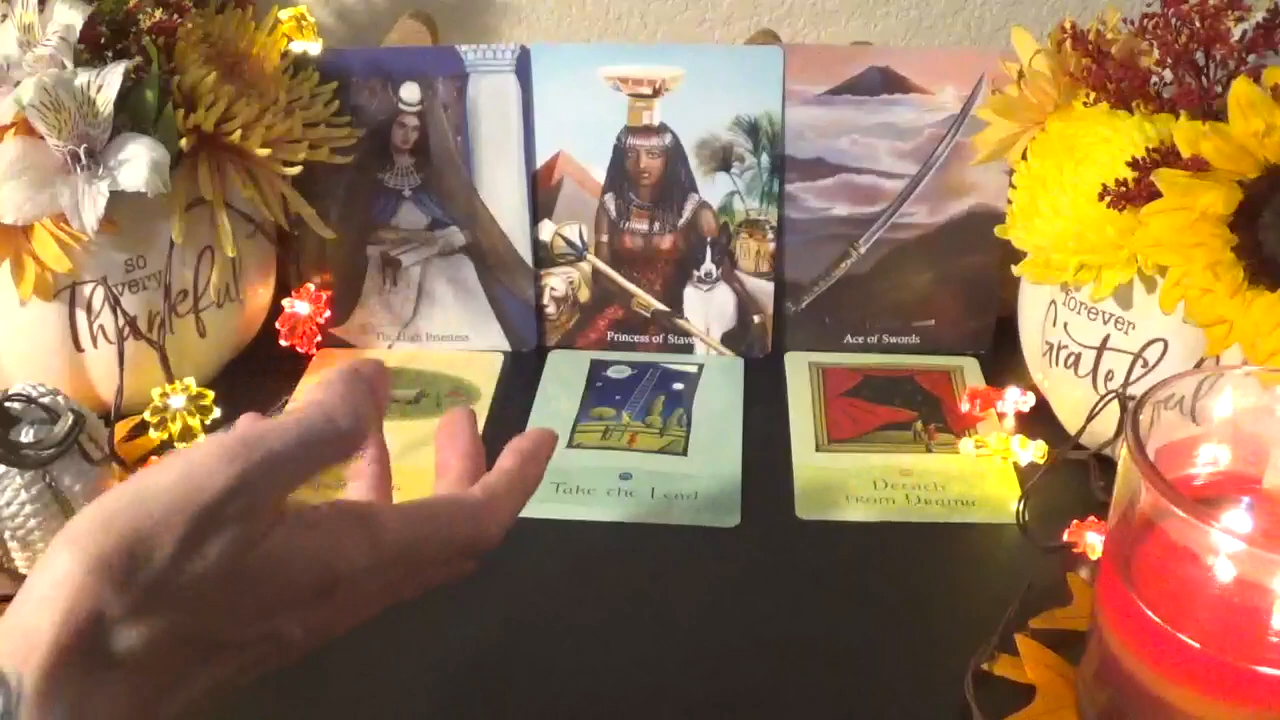 so
very
Thankful
The High Priestess
Princess of Staves
Ace of Swords
forever
Grateful
Take the Lead
Detach
from Drama